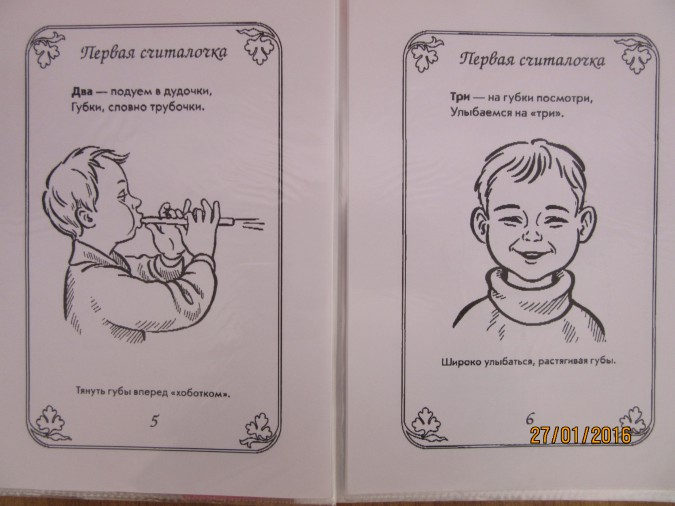 Первая считалочка
Два — подуем в дудочки,
Губки, словно трубочки.
Тянуть губы вперед «хоботком».
5
Первая считалочка
Три — на губки посмотри,
Улыбаемся на «три».
Широко улыбаться, растягивая губы.
6
27/01/2016